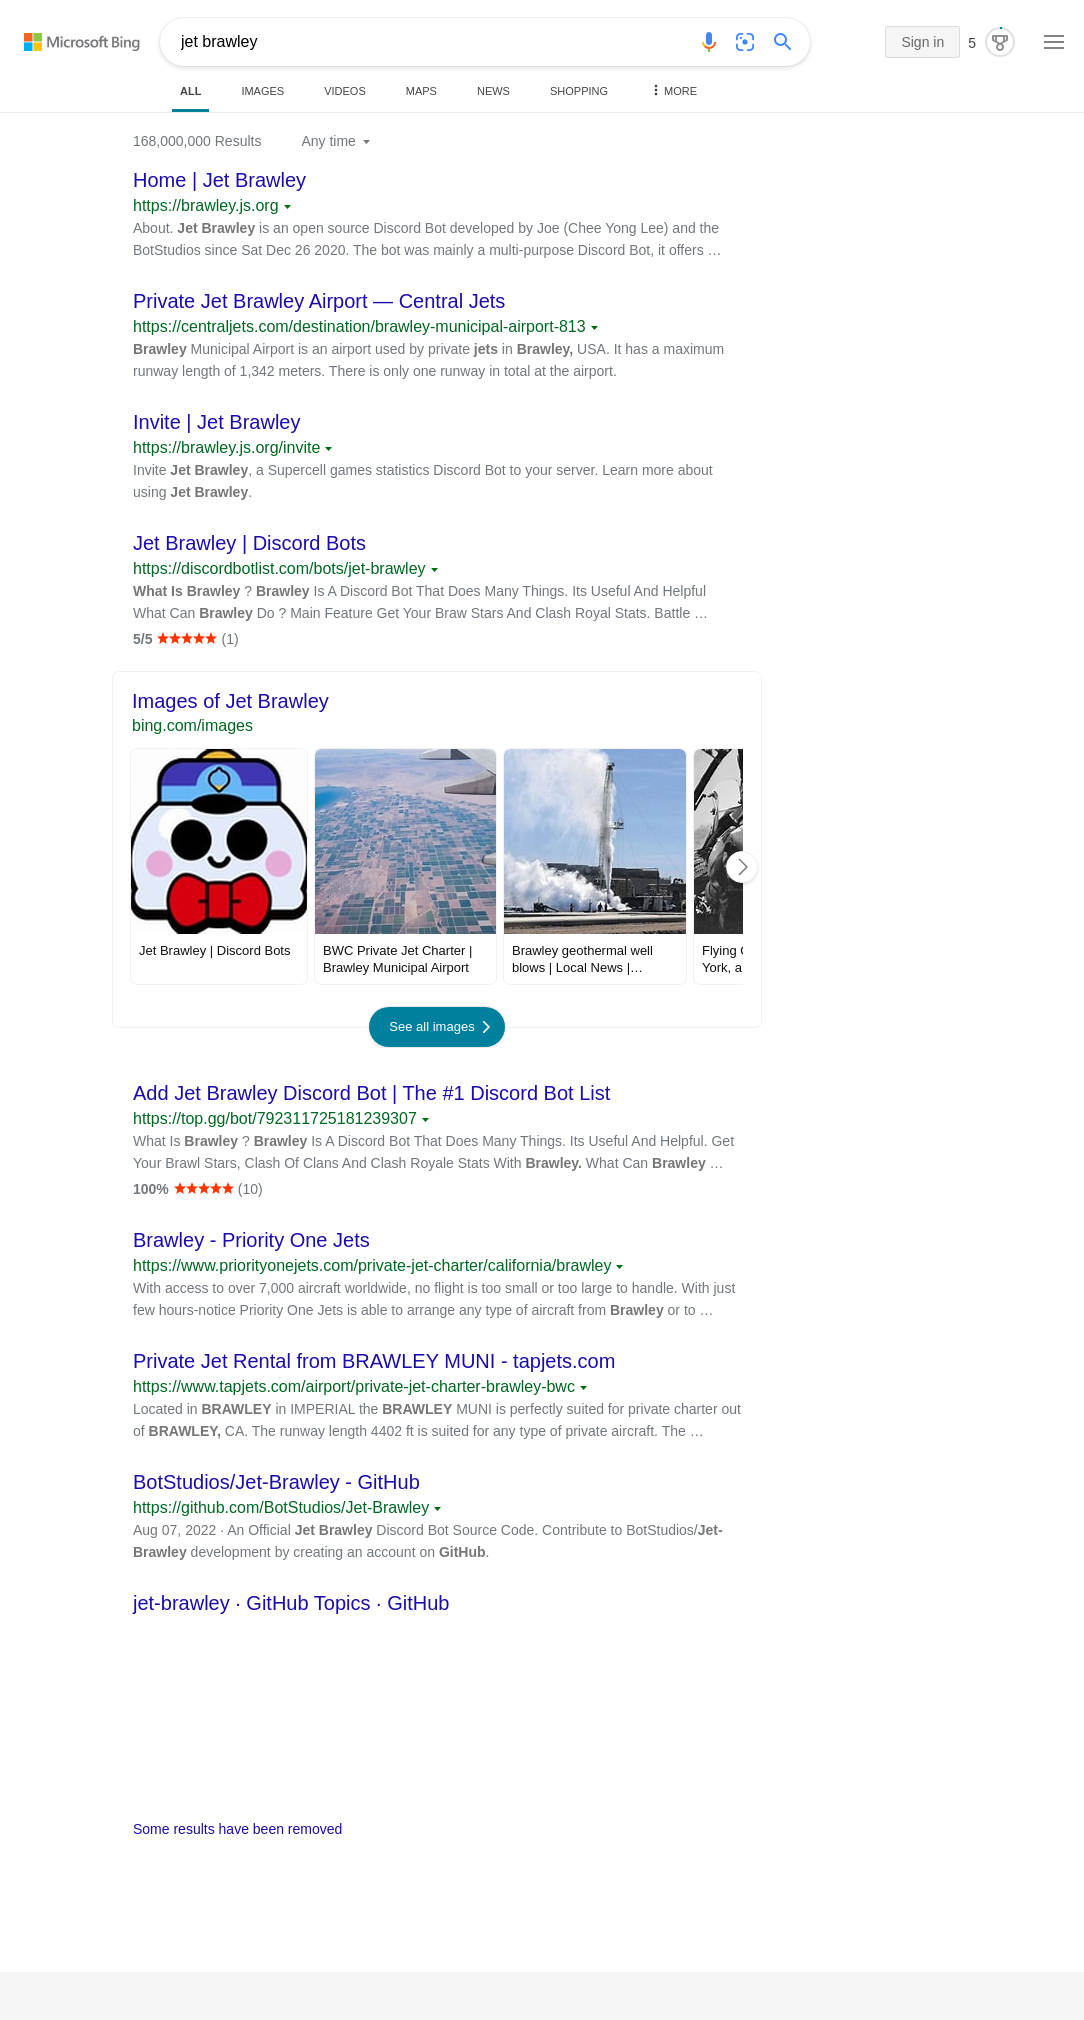 Microsoft Bing
jet brawley
Sign in
5
ALL
IMAGES
VIDEOS
MAPS
NEWS
SHOPPING
MORE
168,000,000 Results
Any time
Home | Jet Brawley
https://brawley.js.org
About. Jet Brawley is an open source Discord Bot developed by Joe (Chee Yong Lee) and the
BotStudios since Sat Dec 26 2020. The bot was mainly a multi-purpose Discord Bot, it offers …
Private Jet Brawley Airport — Central Jets
https://centraljets.com/destination/brawley-municipal-airport-813
Brawley Municipal Airport is an airport used by private jets in Brawley, USA. It has a maximum
runway length of 1,342 meters. There is only one runway in total at the airport.
Invite | Jet Brawley
https://brawley.js.org/invite
Invite Jet Brawley, a Supercell games statistics Discord Bot to your server. Learn more about
using Jet Brawley.
Jet Brawley | Discord Bots
https://discordbotlist.com/bots/jet-brawley
What Is Brawley ? Brawley Is A Discord Bot That Does Many Things. Its Useful And Helpful
What Can Brawley Do ? Main Feature Get Your Braw Stars And Clash Royal Stats. Battle …
5/5 ★★★★★ (1)
Images of Jet Brawley
bing.com/images
Jet Brawley | Discord Bots
BWC Private Jet Charter |
Brawley Municipal Airport
Brawley geothermal well
blows | Local News |…
Flying
York, a
See all images
Add Jet Brawley Discord Bot | The #1 Discord Bot List
https://top.gg/bot/792311725181239307
What Is Brawley ? Brawley Is A Discord Bot That Does Many Things. Its Useful And Helpful. Get
Your Brawl Stars, Clash Of Clans And Clash Royale Stats With Brawley. What Can Brawley …
100% ★★★★★ (10)
Brawley - Priority One Jets
https://www.priorityonejets.com/private-jet-charter/california/brawley
With access to over 7,000 aircraft worldwide, no flight is too small or too large to handle. With just
few hours-notice Priority One Jets is able to arrange any type of aircraft from Brawley or to …
Private Jet Rental from BRAWLEY MUNI - tapjets.com
https://www.tapjets.com/airport/private-jet-charter-brawley-bwc
Located in BRAWLEY in IMPERIAL the BRAWLEY MUNI is perfectly suited for private charter out
of BRAWLEY, CA. The runway length 4402 ft is suited for any type of private aircraft. The …
BotStudios/Jet-Brawley - GitHub
https://github.com/BotStudios/Jet-Brawley
Aug 07, 2022 · An Official Jet Brawley Discord Bot Source Code. Contribute to BotStudios/Jet-
Brawley development by creating an account on GitHub.
jet-brawley · GitHub Topics · GitHub
Some results have been removed